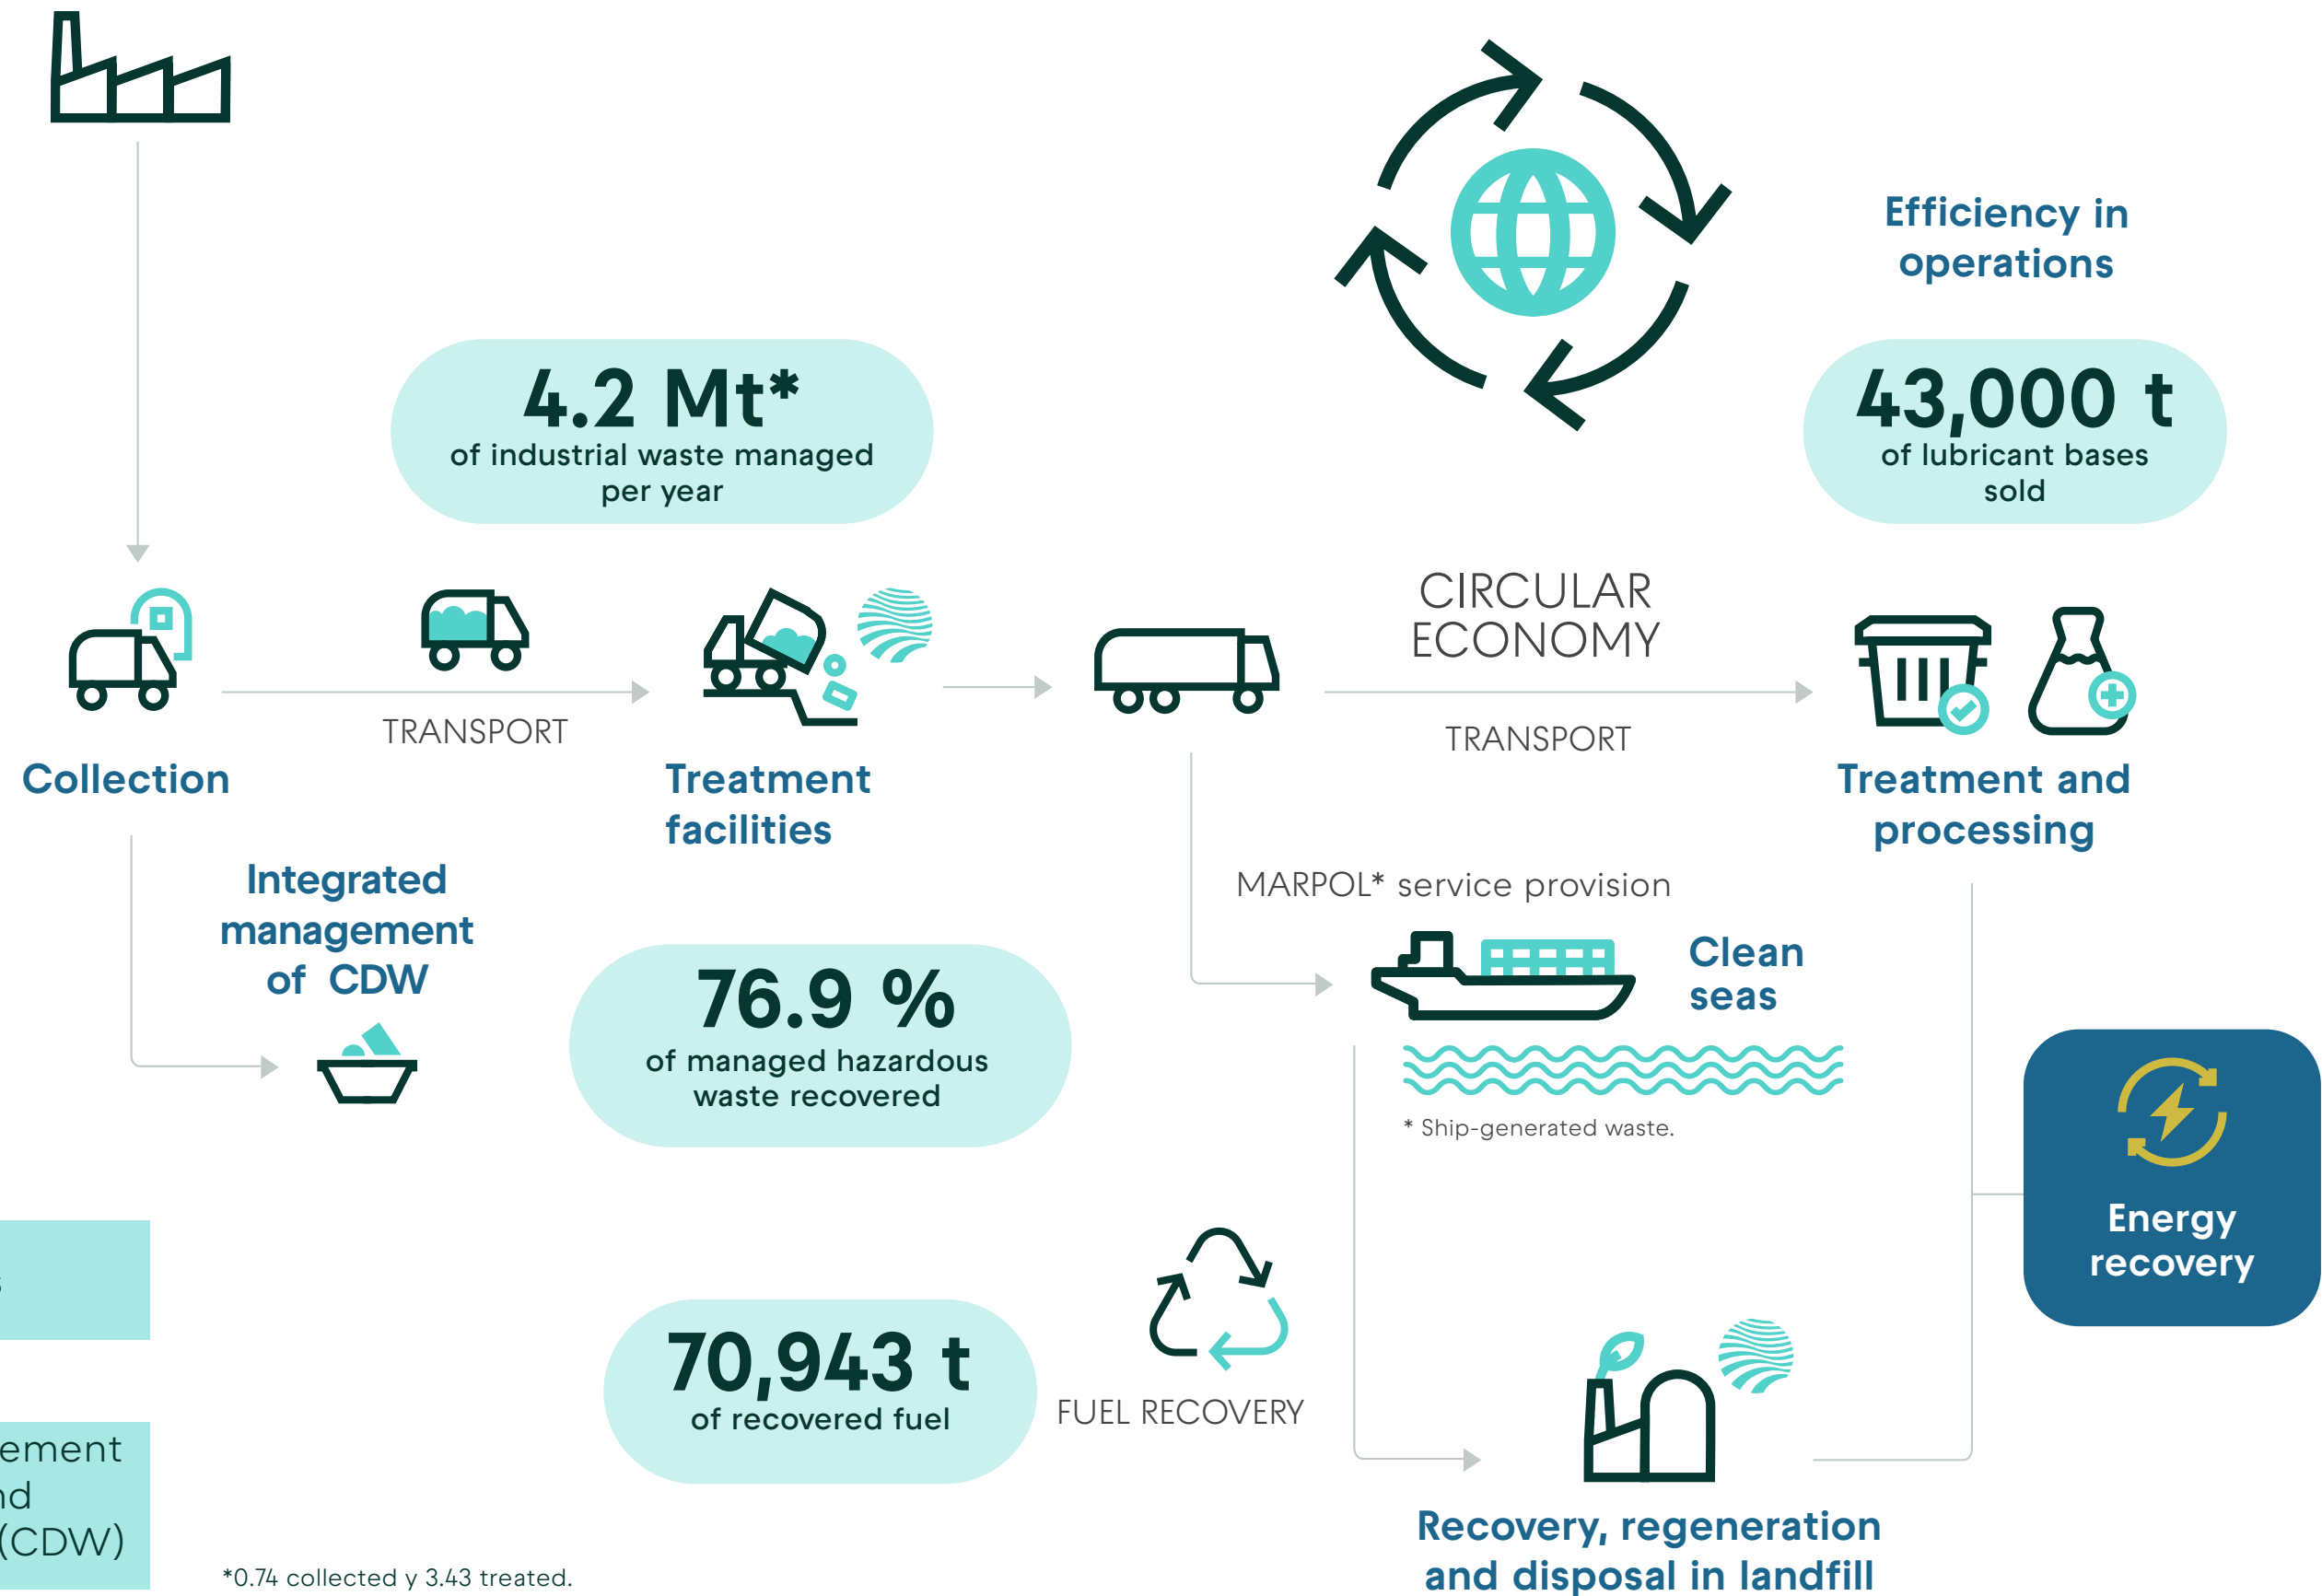 Efficiency in
operations
4.2 Mt*
of industrial waste managed
per year
43,000 t
of lubricant bases
sold
CIRCULAR
ECONOMY
TRANSPORT
TRANSPORT
Collection
Treatment
facilities
Treatment and
processing
Integrated
management
of CDW
MARPOL* service provision
Clean
seas
76.9 %
of managed hazardous
waste recovered
* Ship-generated waste.
Energy
recovery
70,943 t
of recovered fuel
FUEL RECOVERY
(CDW)
Recovery, regeneration
and disposal in landfill
*0.74 collected y 3.43 treated.